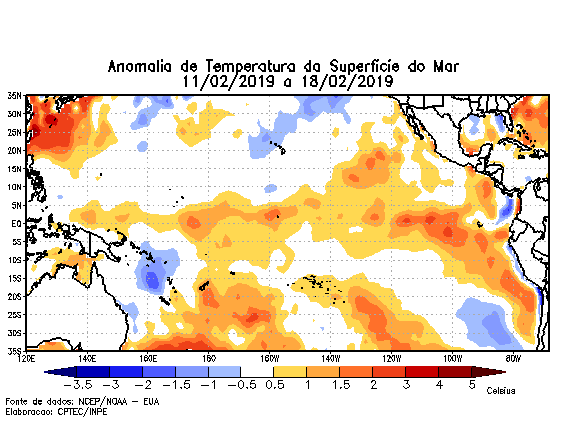 Anomalia de Temperatura da Superfície do Mar
11/02/2019 a 18/02/2019
35N
30N
25N
20N
15N
10N
5N
EQ
5S
10S
15S
20S
25S
30S
35S
120E 140E 160E 180 160W 140W 120W 100W 80W
-3.5 -3 -2 -1.5 -1 -0.5 0.5 1 1.5 2 3 4 5
Celsius
Fonte de dados: NCEP/NOAA - EUA
Elaboracao: CPTEC/INPE